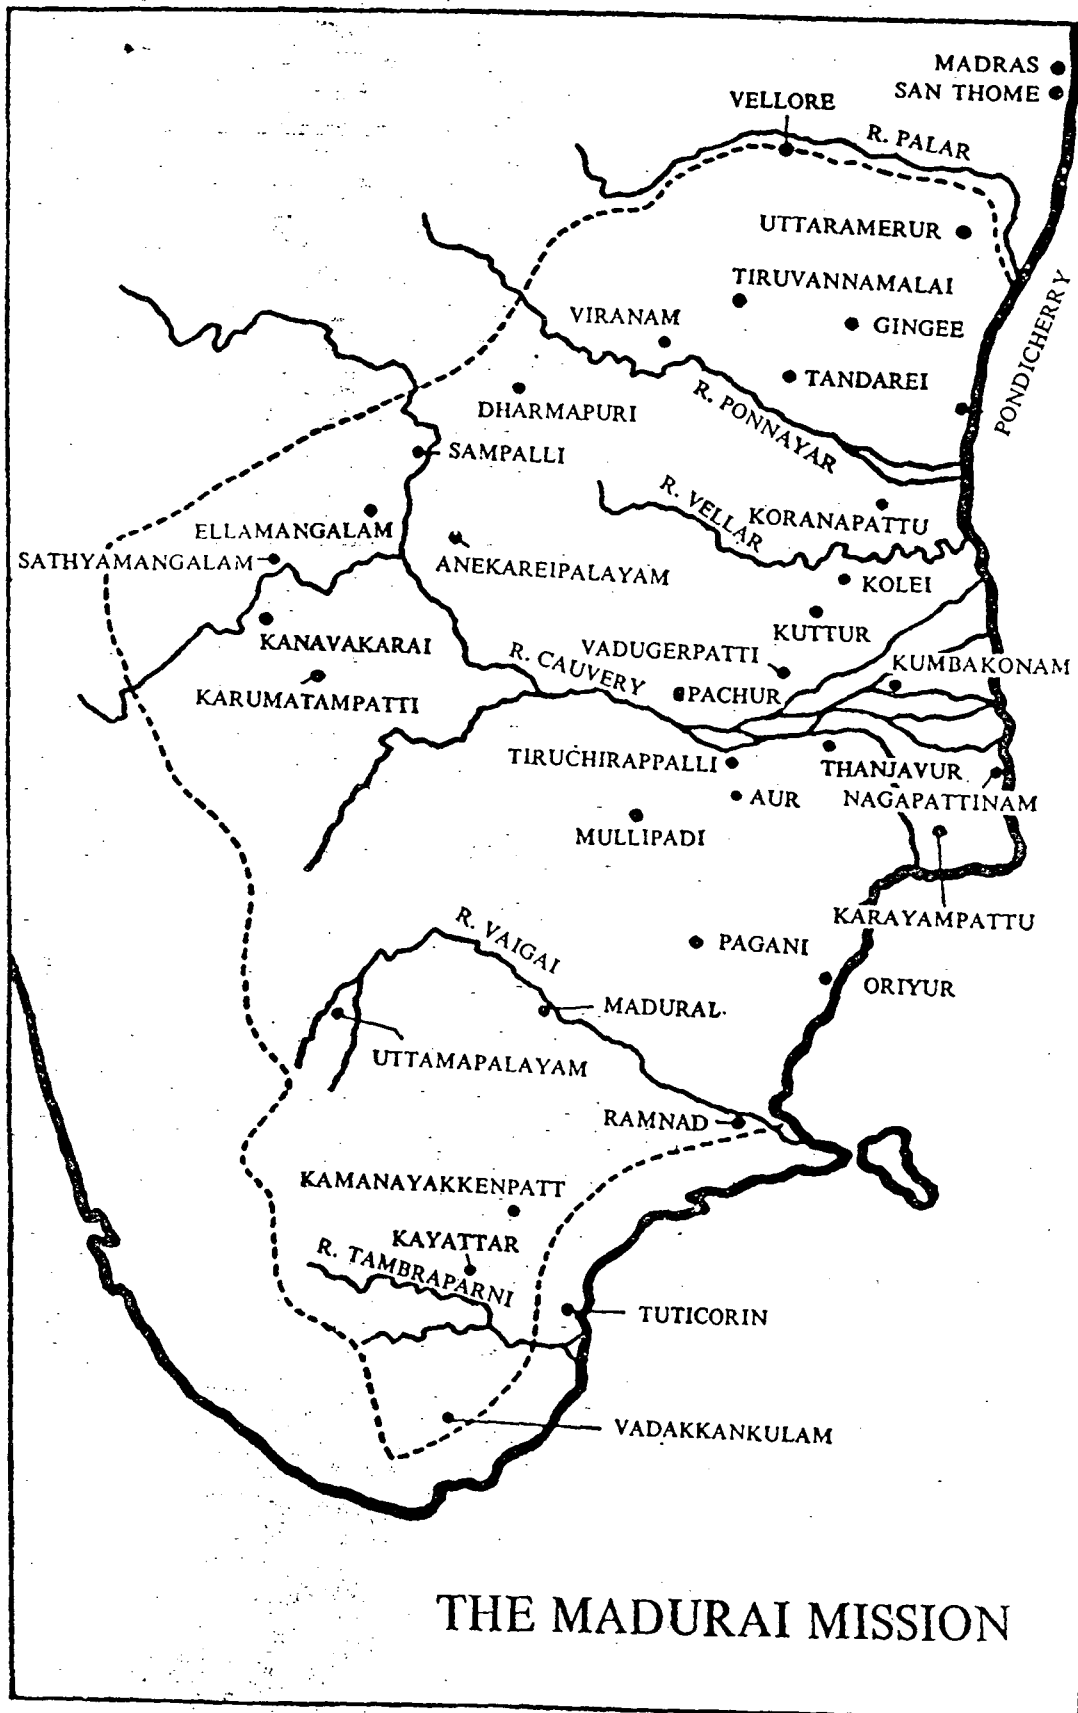 MADRAS
SAN THOME
VELLORE
R. PALAR
UTTARAMERUR
TIRUVANNAMALAI
PONDICHERRY
VIRANAM
GINGEE
TANDAREI
R. PONNAYAR
DHARMAPURI
SAMPALLI
R. VELLAR
KORANAPATTU
ELLAMANGALAM
SATHYAMANGALAM
ANEKAREIPALAYAM
KOLEI
KUTTUR
KANAVAKARAI
VADUGERPATTI
R. CAUVERY
KUMBAKONAM
KARUMATAMPATTI
PACHUR
TIRUCHIRAPPALLI
THANJAVUR
AUR
NAGAPATTINAM
MULLIPADI
KARAYAMPATTU
R. VAIGAI
PAGANI
ORIYUR
MADURAL
UTTAMAPALAYAM
RAMNAD
KAMANAYAKKENPATT
KAYATTAR
R. TAMBRAPARNI
TUTICORIN
VADAKKANKULAM
THE MADURAI MISSION